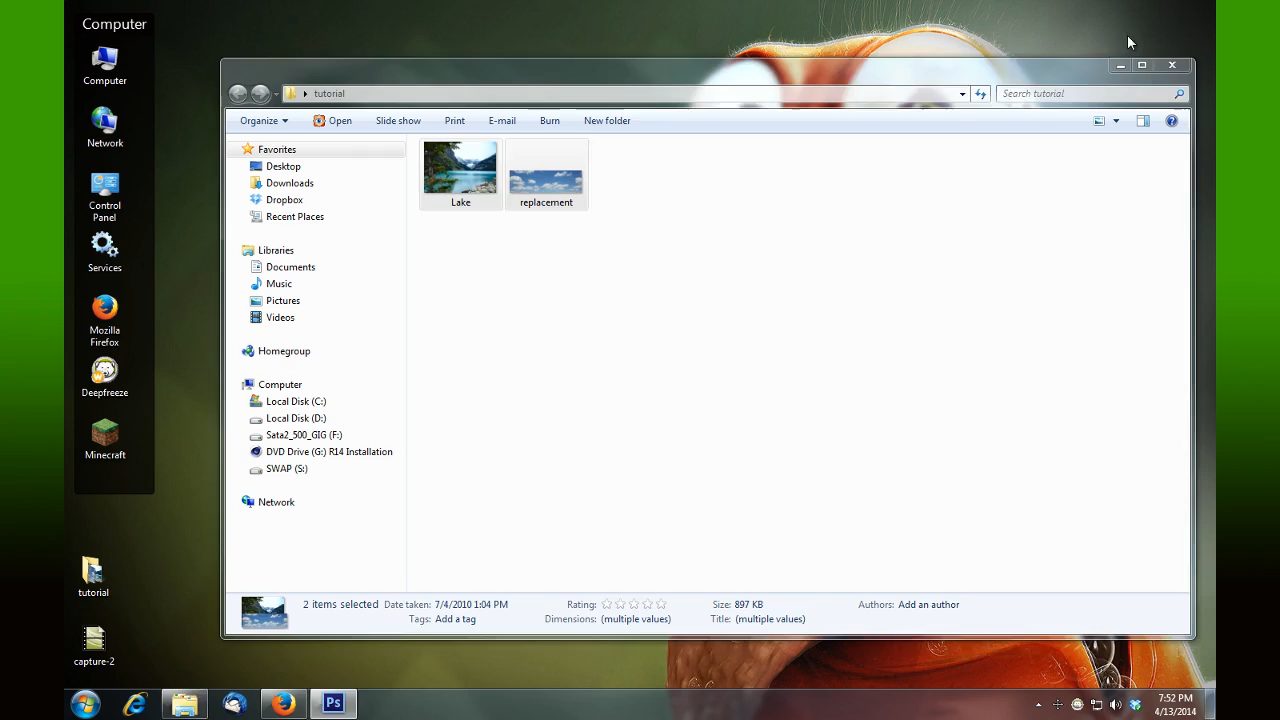 Computer
Computer
Network
Control
Panel
Services
Mozilla
Firefox
Deepfreeze
Minecraft
tutorial
capture-2
tutorial
Search tutorial
Organize
Open
Slide show
Print
E-mail
Burn
New folder
Favorites
Desktop
Downloads
Dropbox
Recent Places
Libraries
Documents
Music
Pictures
Videos
Homegroup
Computer
Local Disk (C:)
Local Disk (D:)
Sata2_500_GIG (F:)
DVD Drive (G:) R14 Installation
SWAP (S:)
Network
Lake
replacement
2 items selected
Date taken: 7/4/2010 1:04 PM
Tags: Add a tag
Rating:
Dimensions: (multiple values)
Size: 897 KB
Title: (multiple values)
Authors: Add an author
Ps
7:52 PM
4/13/2014